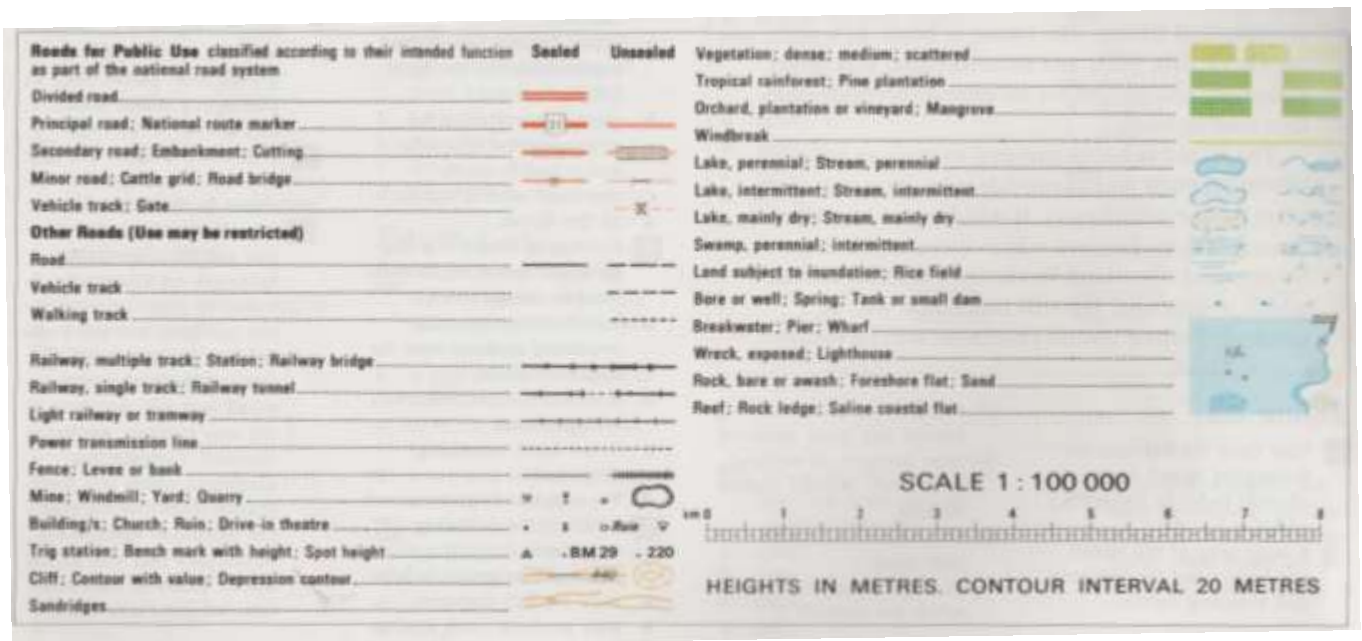 Roads for Public Use classified according to their intended function Sealed Unsealed
as part of the national road system
Divided road
Principal road; National route marker
Secondary road; Embankment; Cutting
Minor road; Cattle grid; Road bridge
Vehicle track; Gate
Other Roads (Use may be restricted)
Road
Vehicle track
Walking track
Railway, multiple track; Station; Railway bridge
Railway, single track; Railway tunnel
Light railway or tramway
Power transmission line
Fence; Levee or bank
Mine; Windmill; Yard; Quarry
Building/s; Church; Ruin; Drive-in theatre Ruin
Trig station; Bench mark with height; Spot height BM 29 220
Cliff; Contour with value; Depression contour
Sandridges
Vegetation; dense; medium; scattered
Tropical rainforest; Pine plantation
Orchard, plantation or vineyard; Mangrove
Windbreak
Lake, perennial; Stream, perennial
Lake, intermittent; Stream, intermittent
Lake, mainly dry; Stream, mainly dry
Swamp, perennial; intermittent
Land subject to inundation; Rice field
Bore or well; Spring; Tank or small dam
Breakwater; Pier; Wharf
Wreck, exposed; Lighthouse
Rock, bare or awash; Foreshore flat; Sand
Reef; Rock ledge; Saline coastal flat
SCALE 1 : 100 000
cm 0 1 2 3 4 5 6 7 8
HEIGHTS IN METRES. CONTOUR INTERVAL 20 METRES